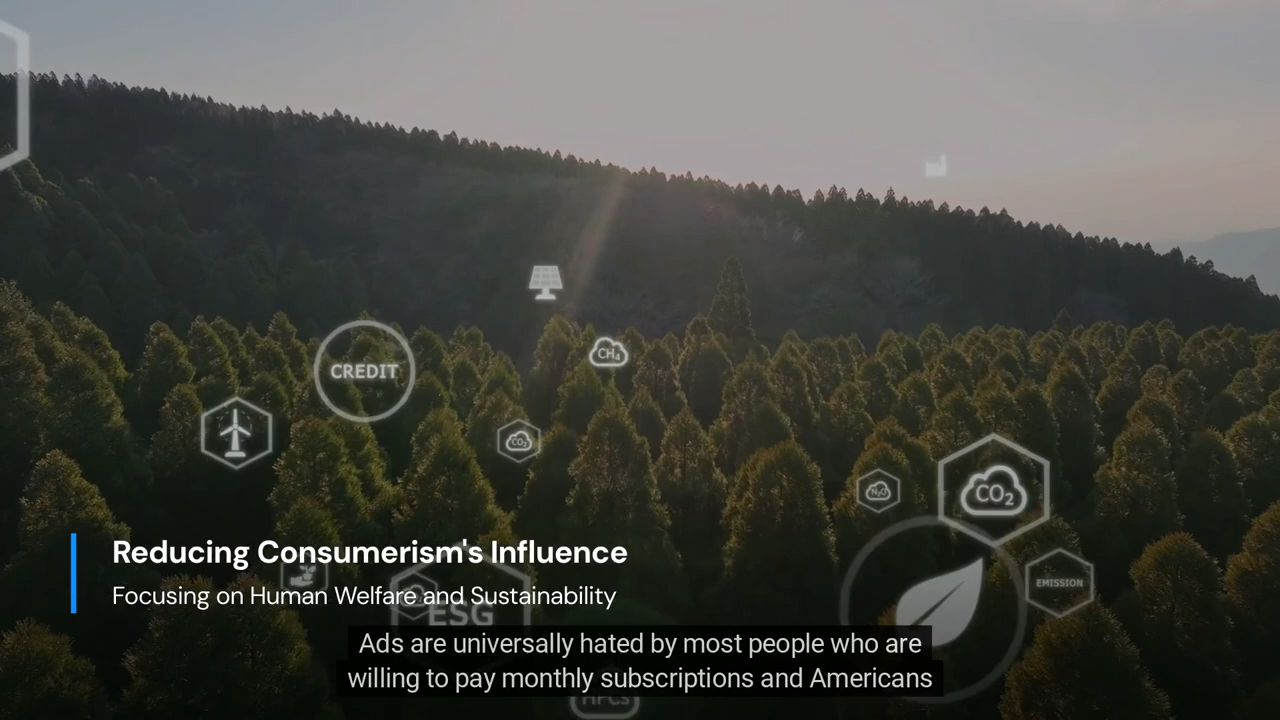 CREDIT
CH₄
CO₂
N₂O
CO₂
EMISSION
Reducing Consumerism's Influence
Focusing on Human Welfare and Sustainability
ESG
Ads are universally hated by most people who are
willing to pay monthly subscriptions and Americans
HFCS